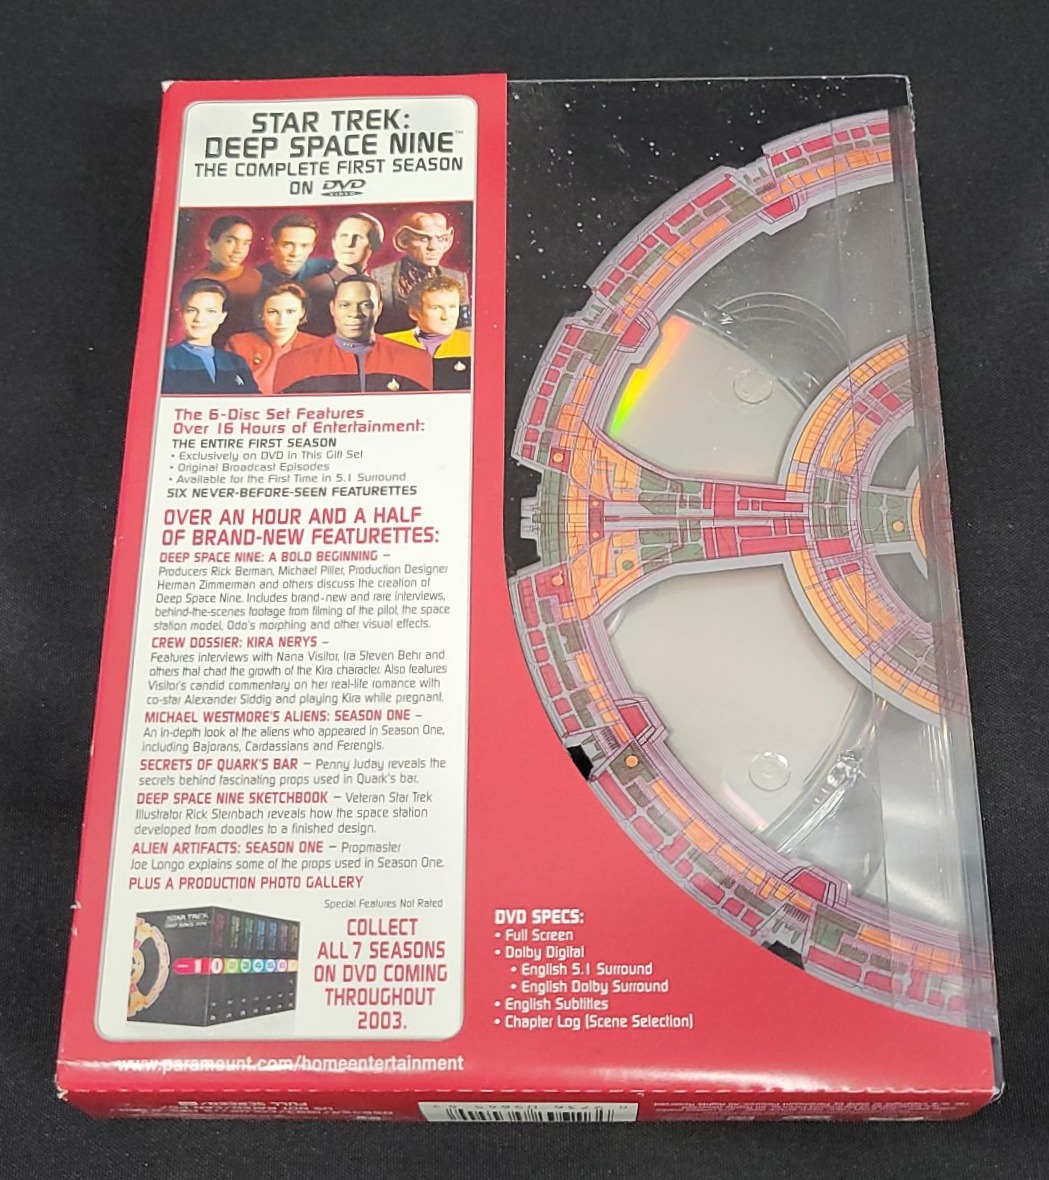 STAR TREK:
DEEP SPACE NINE™
THE COMPLETE FIRST SEASON
ON DVD
VIDEO
The 6-Disc Set Features
Over 16 Hours of Entertainment:
THE ENTIRE FIRST SEASON
• Exclusively on DVD in This Gift Set
• Original Broadcast Episodes
• Available for the First Time in 5.1 Surround
SIX NEVER-BEFORE-SEEN FEATURETTES
OVER AN HOUR AND A HALF
OF BRAND-NEW FEATURETTES:
DEEP SPACE NINE: A BOLD BEGINNING –
Producers Rick Berman, Michael Piller, Production Designer
Herman Zimmerman and others discuss the creation of
Deep Space Nine. Includes brand-new and rare interviews,
behind-the-scenes footage from filming of the pilot, the space
station model, Odo's morphing and other visual effects.
CREW DOSSIER: KIRA NERYS –
Features interviews with Nana Visitor, Ira Steven Behr and
others that chart the growth of the Kira character. Also features
Visitor's candid commentary on her real-life romance with
co-star Alexander Siddig and playing Kira while pregnant.
MICHAEL WESTMORE'S ALIENS: SEASON ONE –
An in-depth look at the aliens who appeared in Season One,
including Bajorans, Cardassians and Ferengis.
SECRETS OF QUARK'S BAR – Penny Juday reveals the
secrets behind fascinating props used in Quark's bar.
DEEP SPACE NINE SKETCHBOOK – Veteran Star Trek
Illustrator Rick Sternbach reveals how the space station
developed from doodles to a finished design.
ALIEN ARTIFACTS: SEASON ONE – Propmaster
Joe Longo explains some of the props used in Season One.
PLUS A PRODUCTION PHOTO GALLERY
Special Features Not Rated
STAR TREK
DEEP SPACE NINE
COLLECT
ALL 7 SEASONS
ON DVD COMING
THROUGHOUT
2003.
www.paramount.com/homeentertainment
DVD SPECS:
• Full Screen
• Dolby Digital
• English 5.1 Surround
• English Dolby Surround
• English Subtitles
• Chapter Log (Scene Selection)